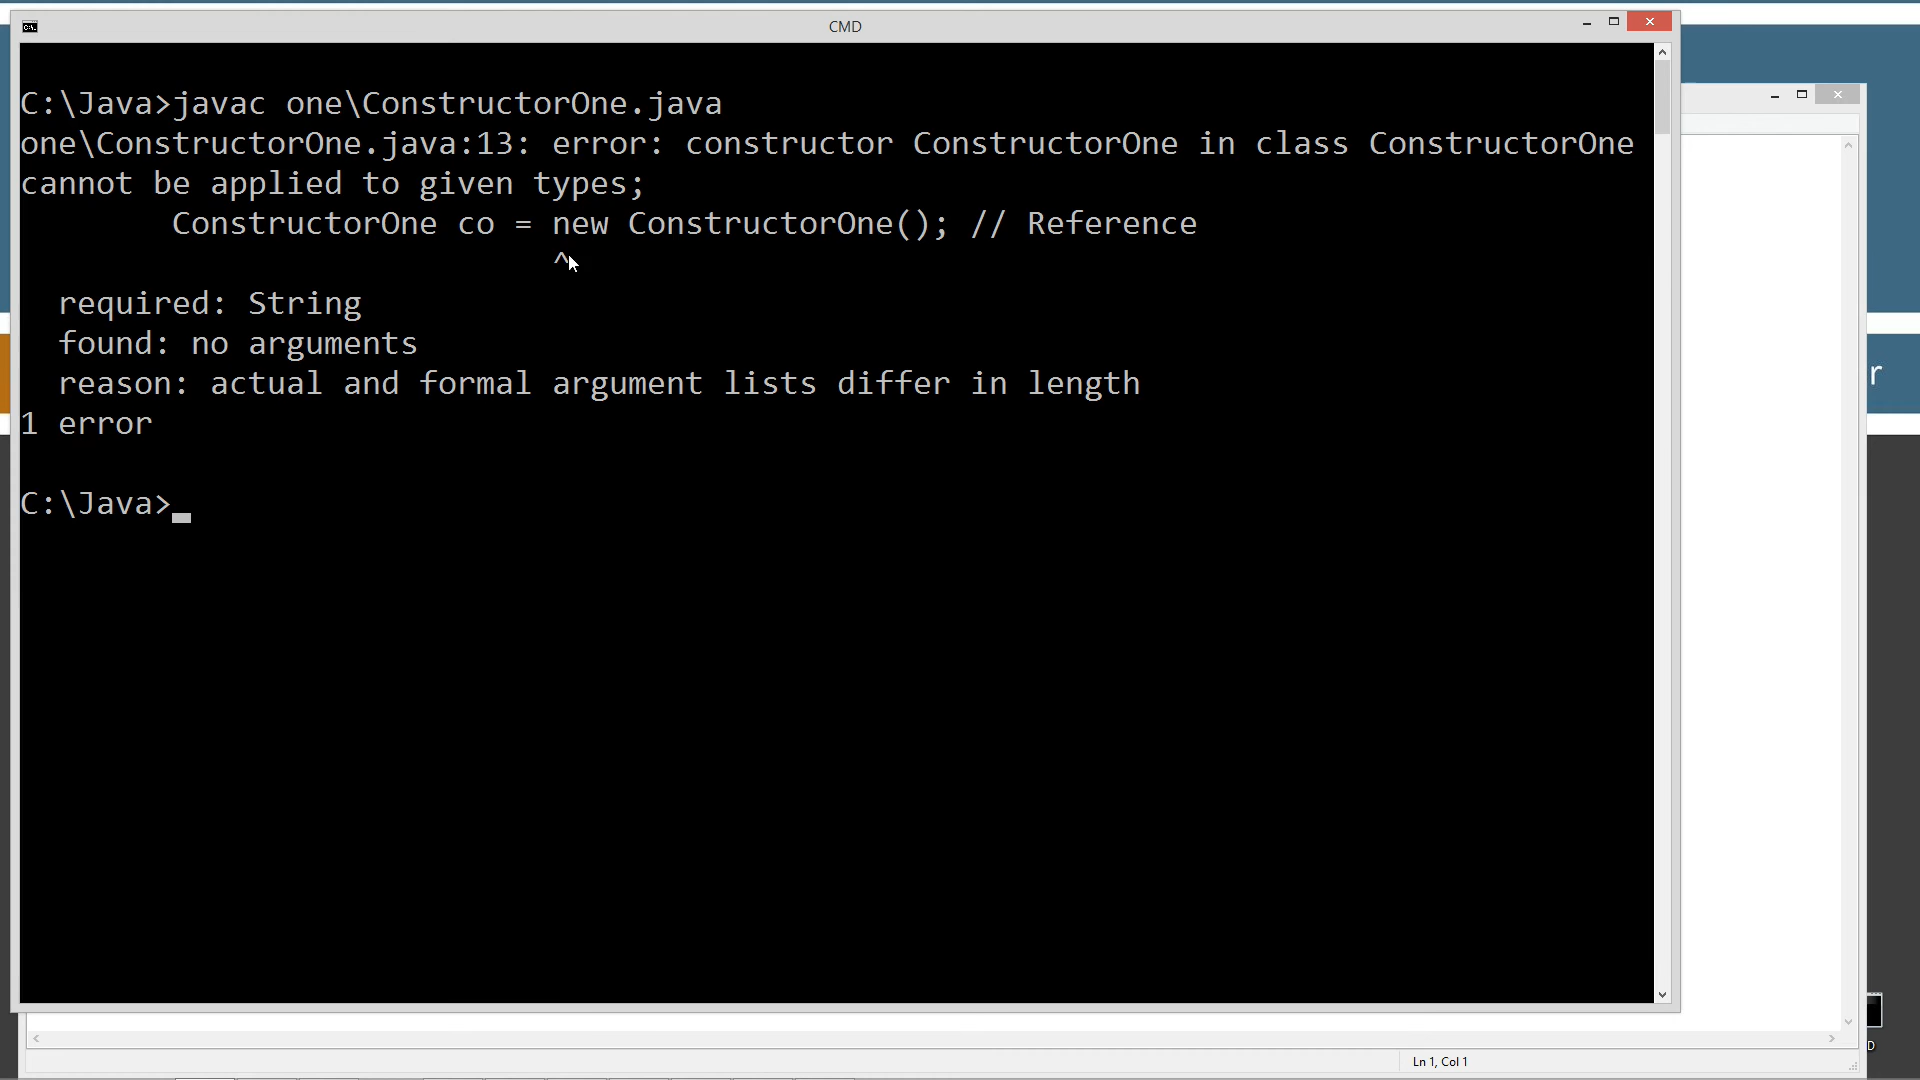 CMD
C:\Java>javac one\ConstructorOne.java
one\ConstructorOne.java:13: error: constructor ConstructorOne in class ConstructorOne
cannot be applied to given types;
        ConstructorOne co = new ConstructorOne(); // Reference
                            ^
  required: String
  found: no arguments
  reason: actual and formal argument lists differ in length
1 error
C:\Java>
r
D
Ln 1, Col 1